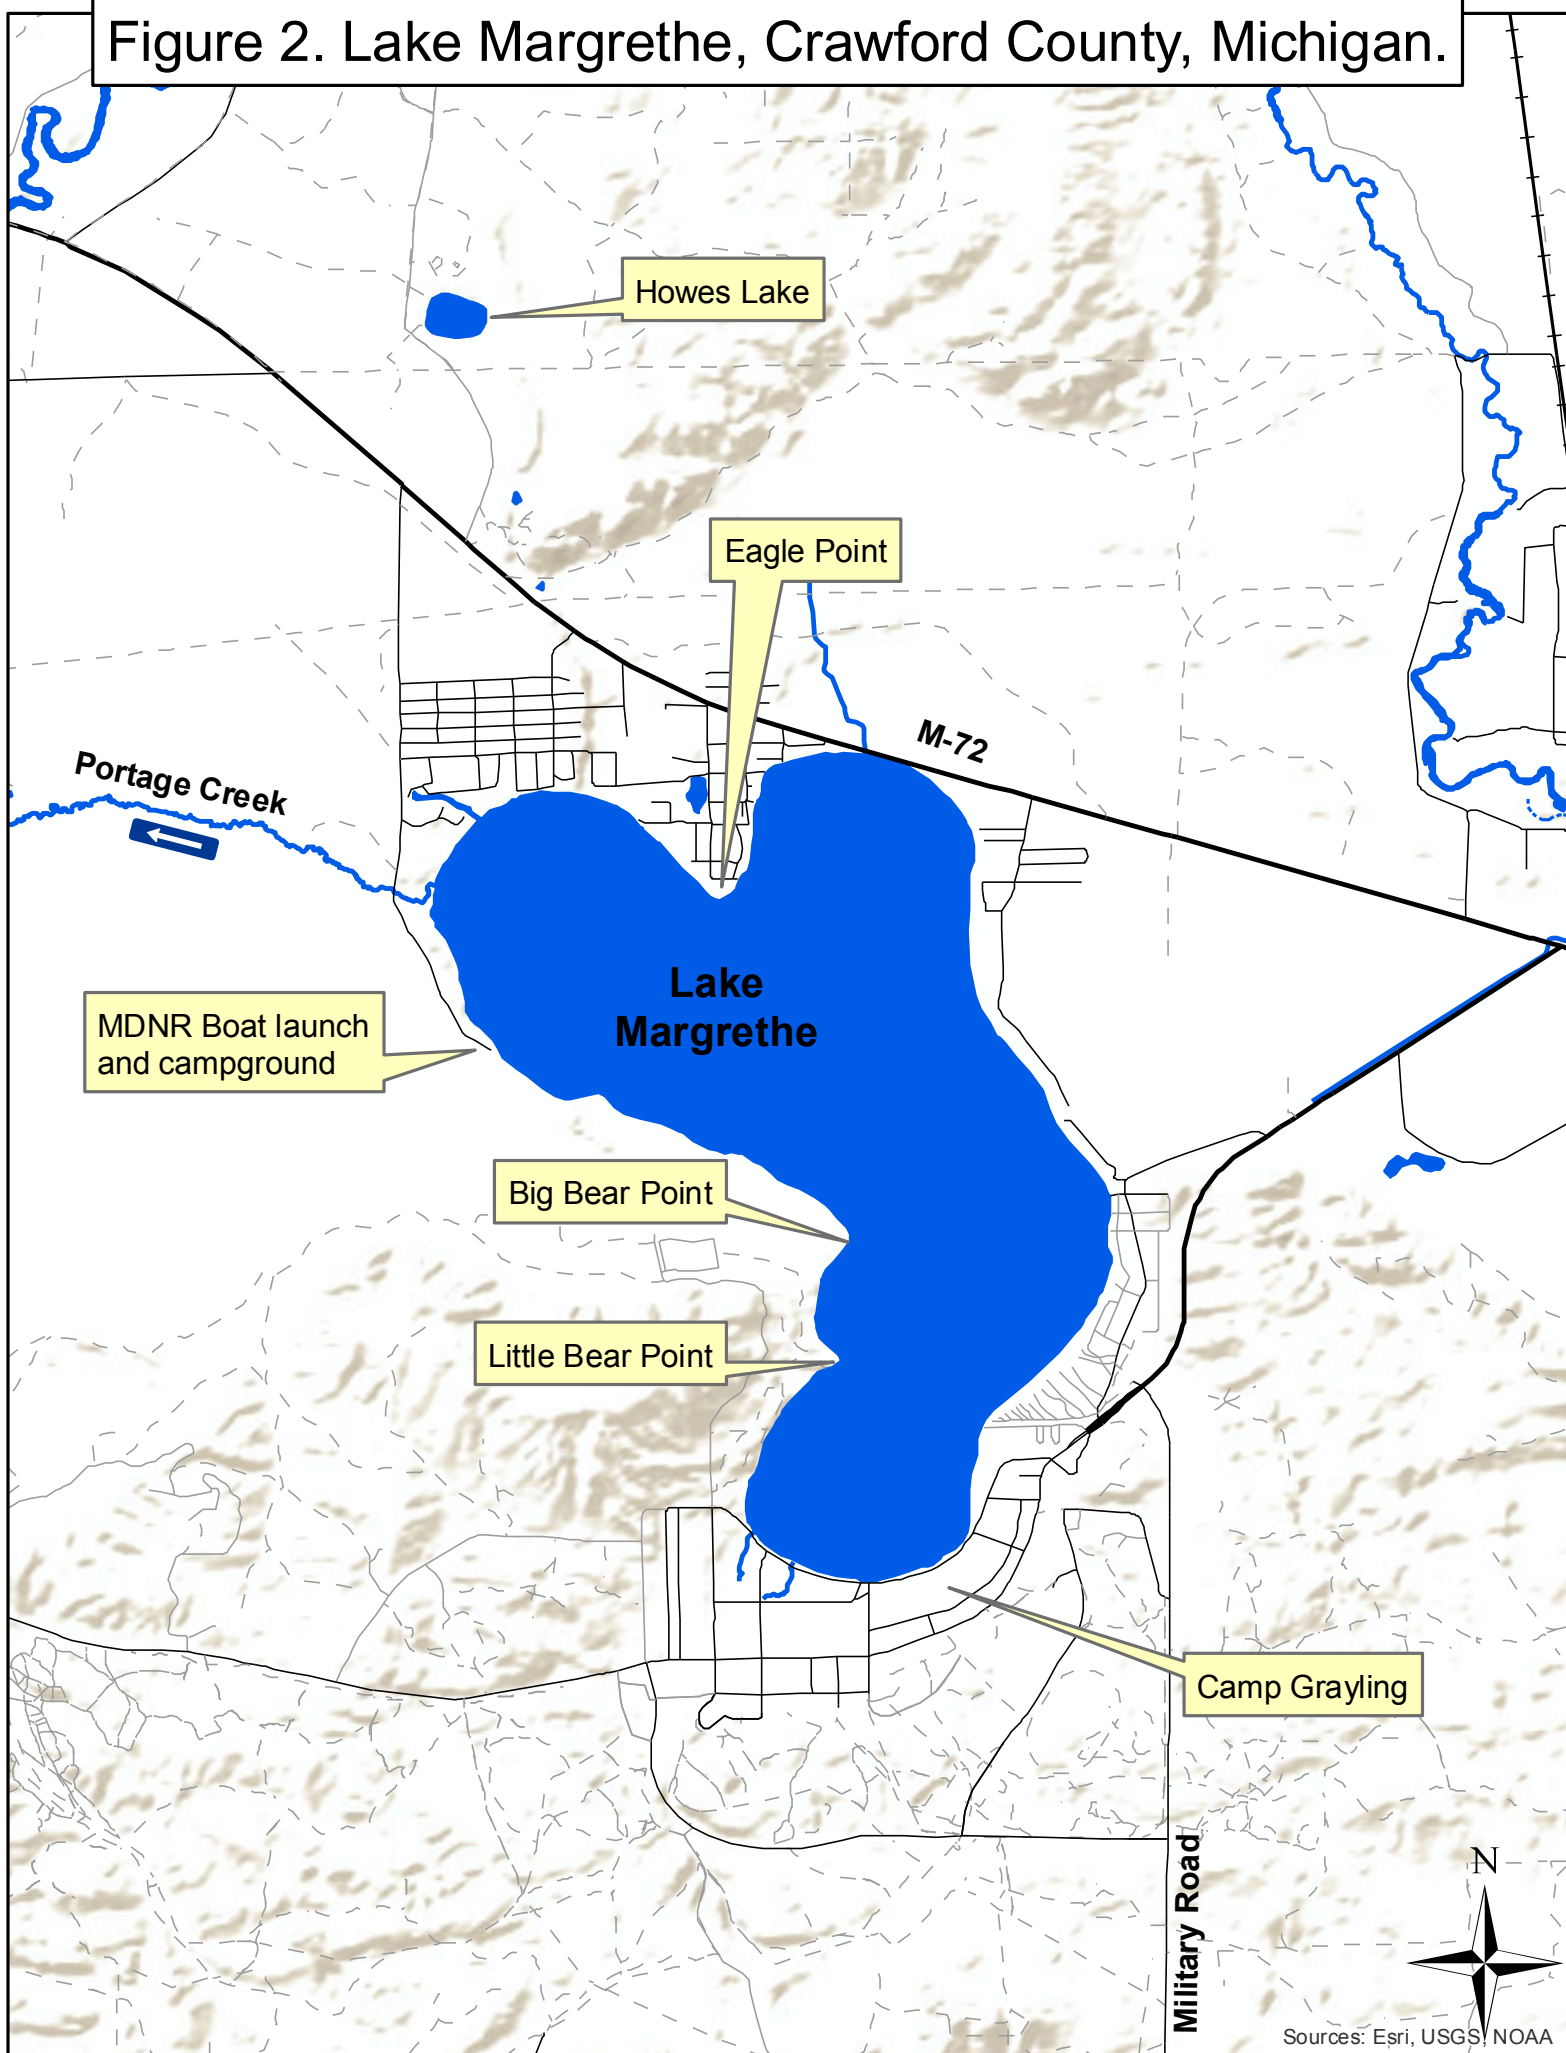 Figure 2. Lake Margrethe, Crawford County, Michigan.
Howes Lake
Eagle Point
M-72
Portage Creek
Lake
Margrethe
MDNR Boat launch
and campground
Big Bear Point
Little Bear Point
Camp Grayling
Military Road
N
Sources: Esri, USGS, NOAA